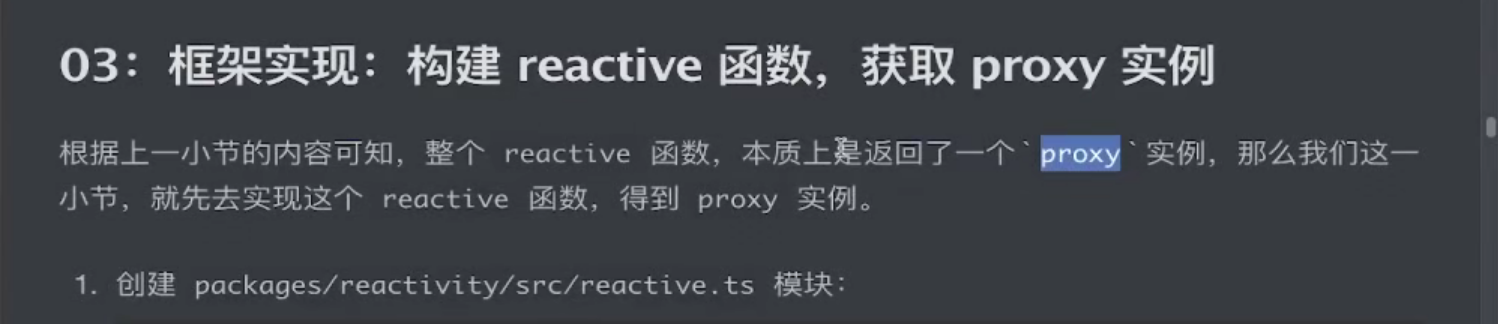 03：框架实现：构建 reactive 函数，获取 proxy 实例
根据上一小节的内容可知，整个 reactive 函数，本质上是返回了一个`proxy`实例，那么我们这一
小节，就先去实现这个 reactive 函数，得到 proxy 实例。
1. 创建 packages/reactivity/src/reactive.ts 模块：